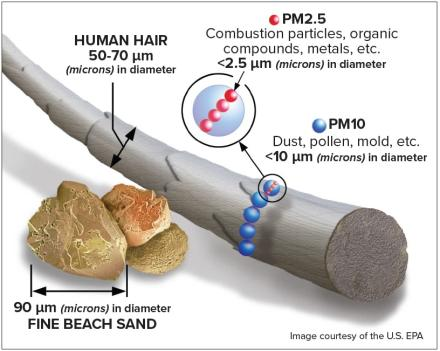 PM2.5
Combustion particles, organic
compounds, metals, etc.
<2.5 µm (microns) in diameter
HUMAN HAIR
50-70 µm
(microns) in diameter
PM10
Dust, pollen, mold, etc.
<10 µm (microns) in diameter
90 µm (microns) in diameter
FINE BEACH SAND
Image courtesy of the U.S. EPA